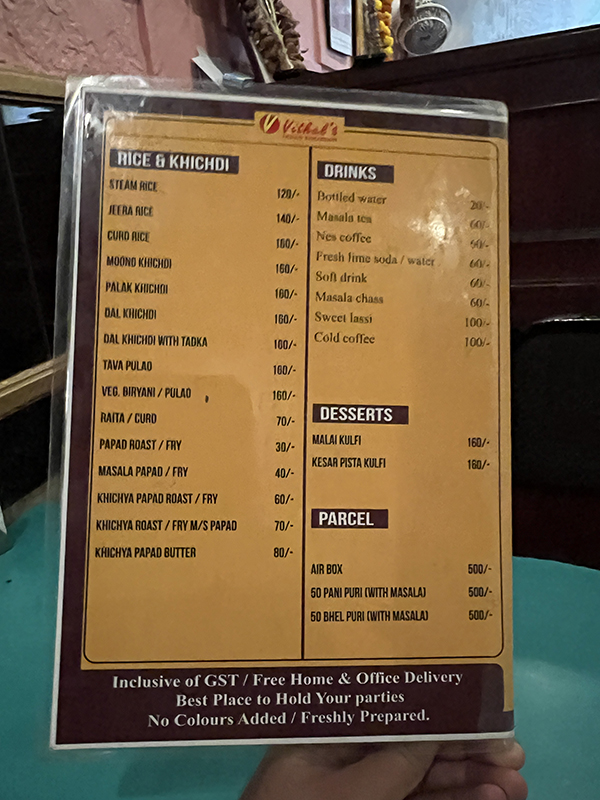 Vithal's
RICE & KHICHDI
STEAM RICE 120/-
JEERA RICE 140/-
CURD RICE 160/-
MOONG KHICHDI 160/-
PALAK KHICHDI 160/-
DAL KHICHDI 160/-
DAL KHICHDI WITH TADKA 180/-
TAVA PULAO 160/-
VEG. BIRYANI / PULAO 160/-
RAITA / CURD 70/-
PAPAD ROAST / FRY 30/-
MASALA PAPAD / FRY 40/-
KHICHYA PAPAD ROAST / FRY 60/-
KHICHYA ROAST / FRY M/S PAPAD 70/-
KHICHYA PAPAD BUTTER 80/-
DRINKS
Bottled water 20/-
Masala tea 60/-
Nes coffee 60/-
Fresh lime soda / water 60/-
Soft drink 60/-
Masala chass 60/-
Sweet lassi 100/-
Cold coffee 100/-
DESSERTS
MALAI KULFI 160/-
KESAR PISTA KULFI 160/-
PARCEL
AIR BOX 500/-
50 PANI PURI (WITH MASALA) 500/-
50 BHEL PURI (WITH MASALA) 500/-
Inclusive of GST / Free Home & Office Delivery
Best Place to Hold Your parties
No Colours Added / Freshly Prepared.